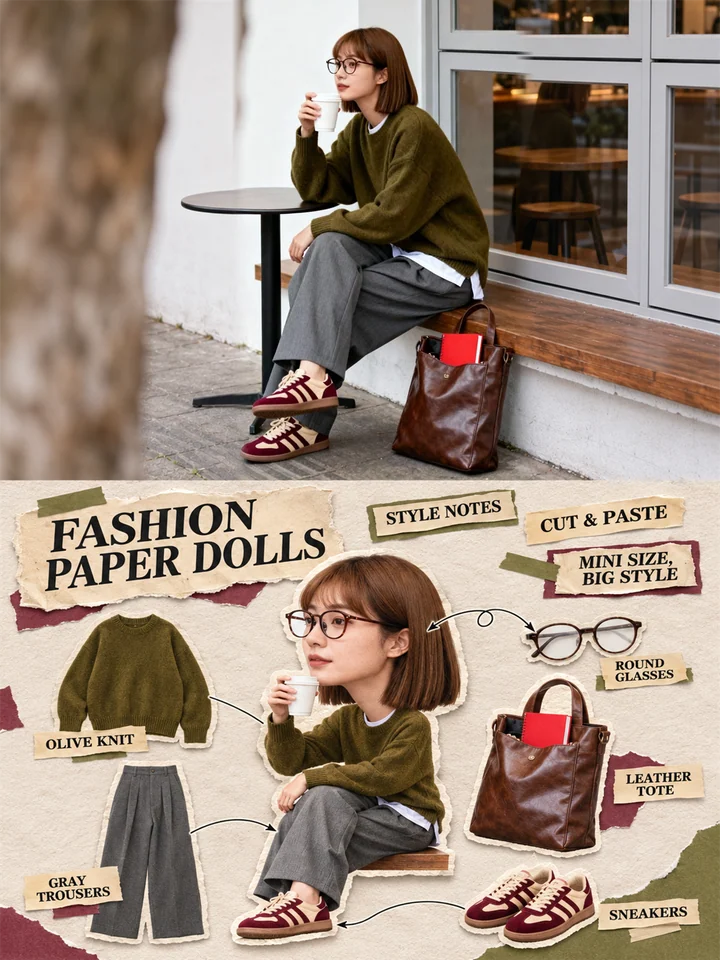 FASHION
PAPER DOLLS
STYLE NOTES
CUT & PASTE
MINI SIZE,
BIG STYLE
ROUND
GLASSES
OLIVE KNIT
LEATHER
TOTE
GRAY
TROUSERS
SNEAKERS